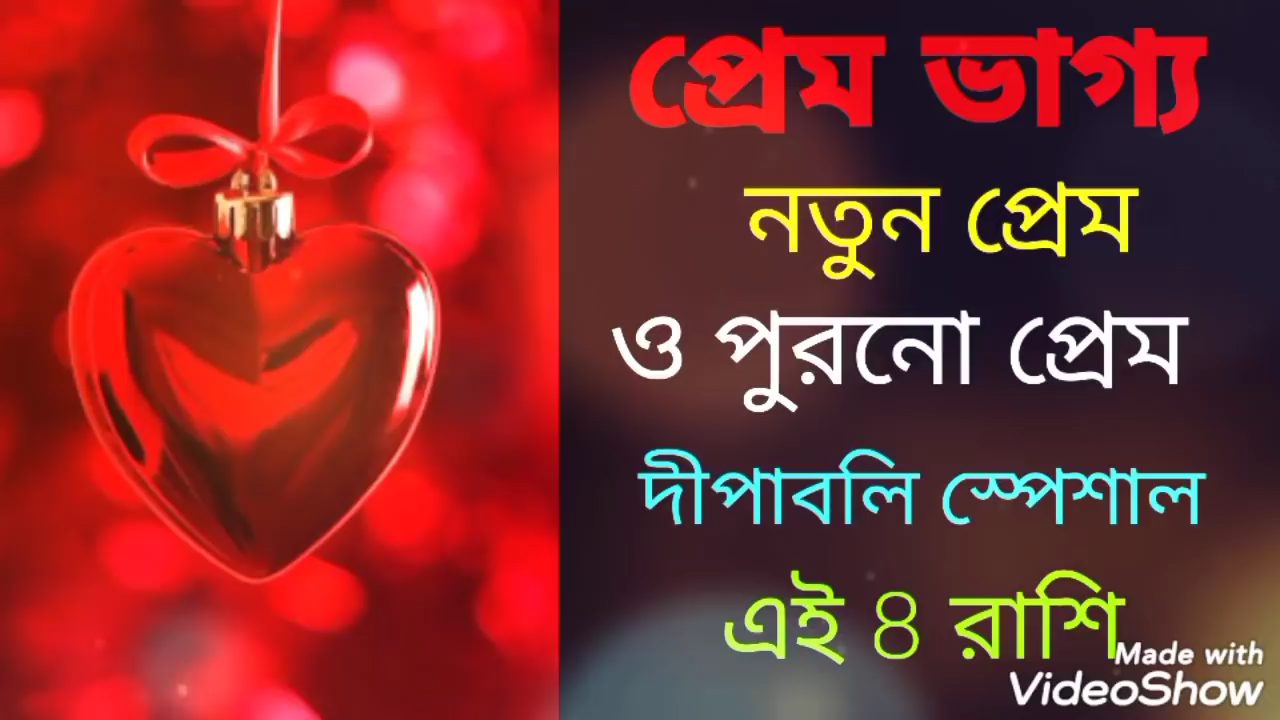 প্রেম ভাগ্য
নতুন প্রেম
ও পুরনো প্রেম
দীপাবলি স্পেশাল
এই ৪ রাশি
Made with
VideoShow